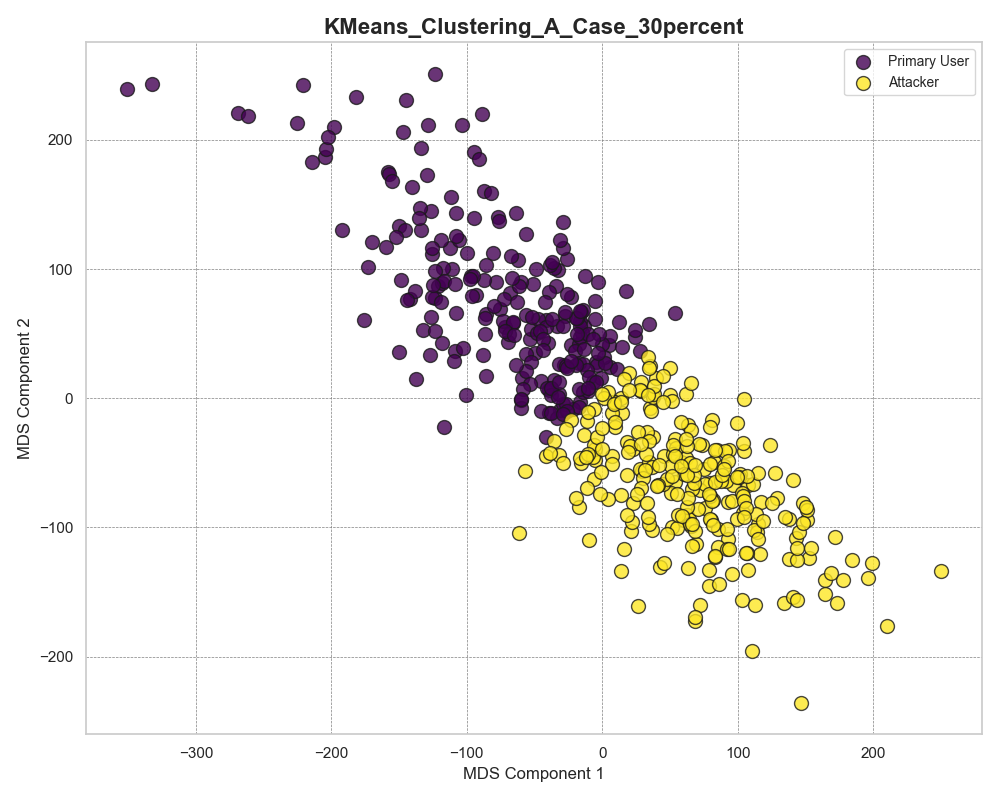 KMeans_Clustering_A_Case_30percent
Primary User
Attacker
200
100
0
−100
−200
MDS Component 2
−300
−200
−100
0
100
200
MDS Component 1